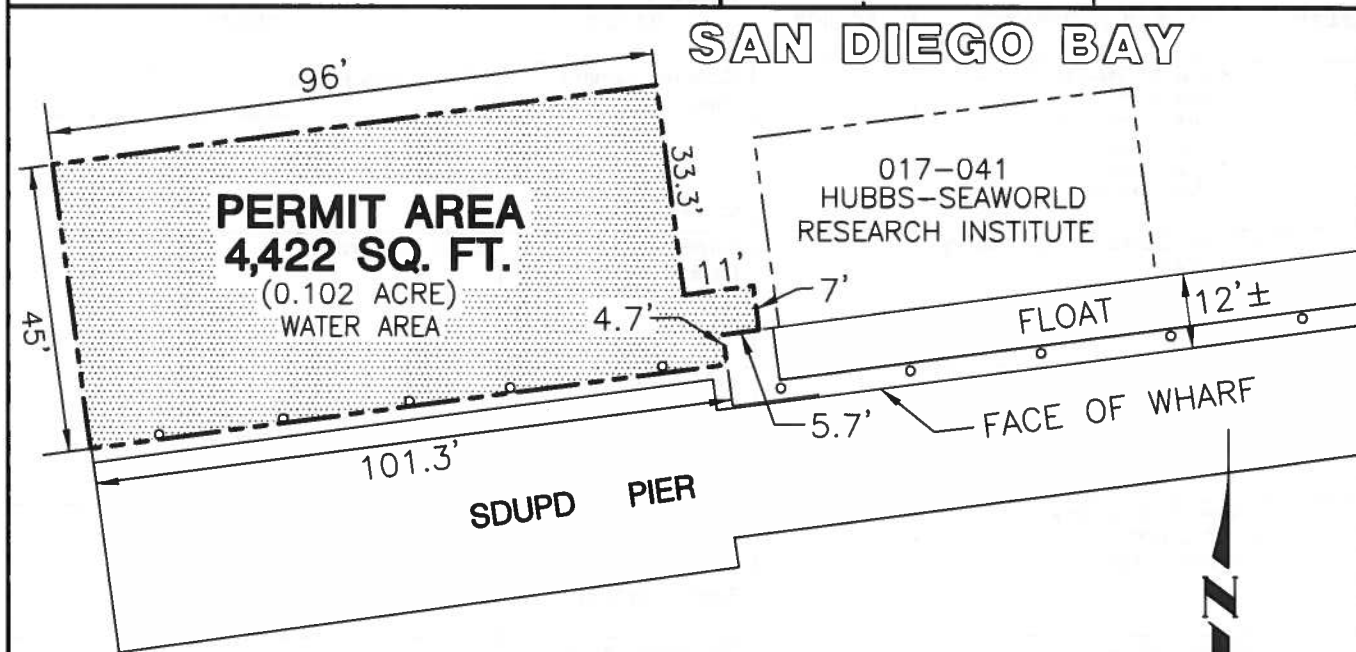 SAN DIEGO BAY
96'
33.3'
017-041
HUBBS-SEAWORLD
RESEARCH INSTITUTE
PERMIT AREA
4,422 SQ. FT.
(0.102 ACRE)
WATER AREA
45'
11'
7'
4.7'
FLOAT
12'±
5.7'
FACE OF WHARF
101.3'
SDUPD PIER
N